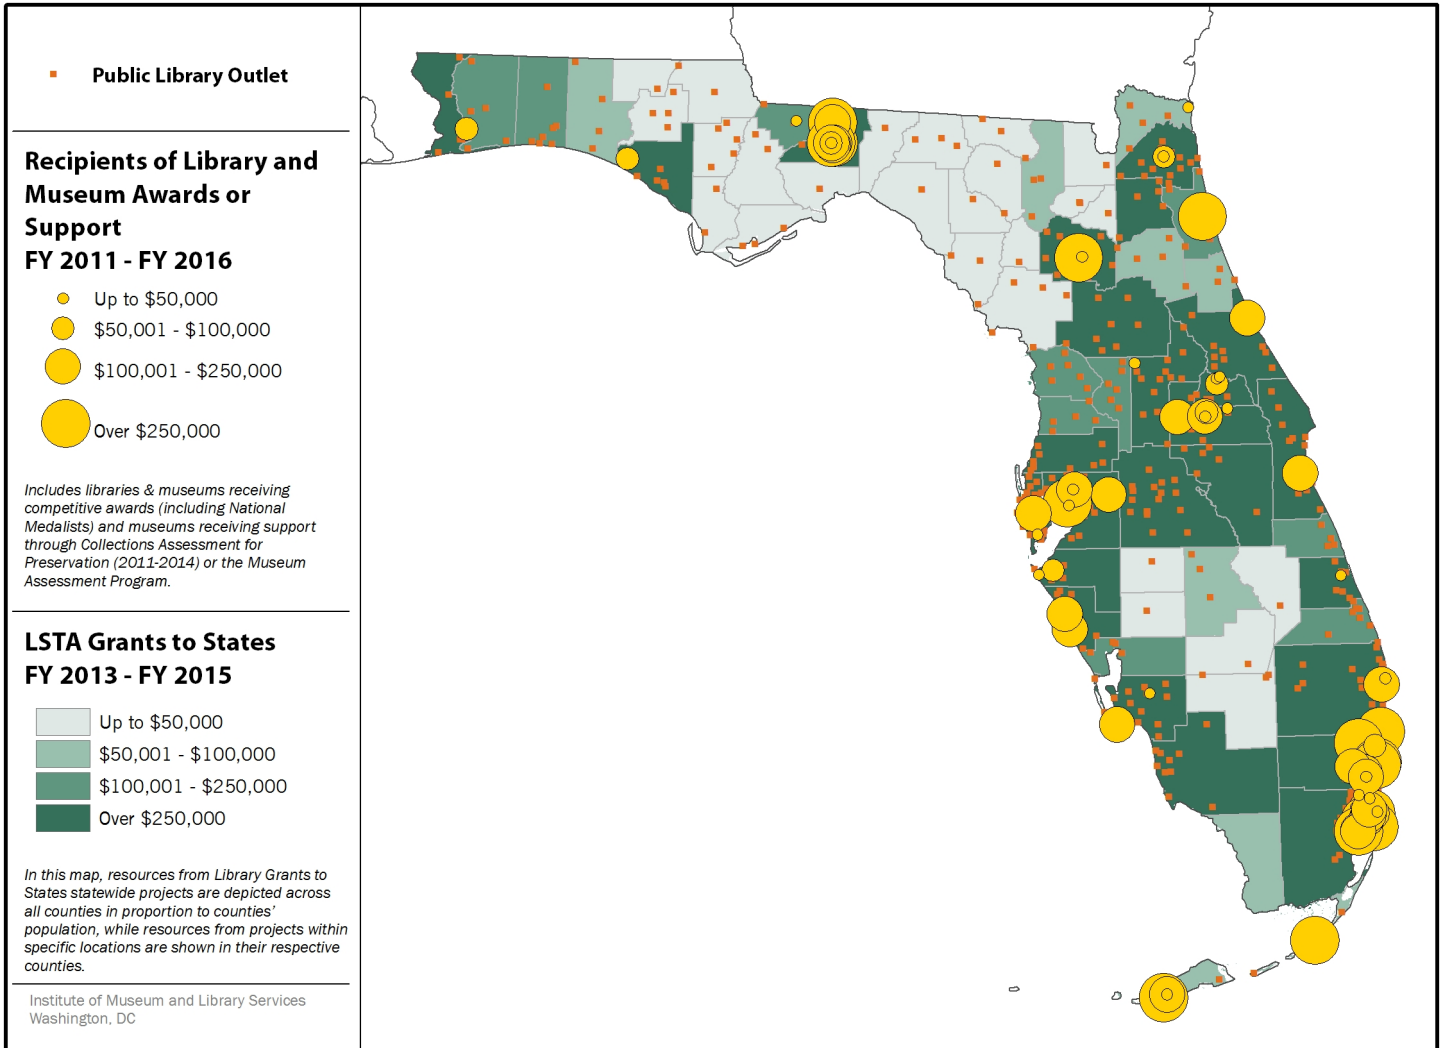 Public Library Outlet
Recipients of Library and
Museum Awards or
Support
FY 2011 - FY 2016
Up to $50,000
$50,001 - $100,000
$100,001 - $250,000
Over $250,000
Includes libraries & museums receiving
competitive awards (including National
Medalists) and museums receiving support
through Collections Assessment for
Preservation (2011-2014) or the Museum
Assessment Program.
LSTA Grants to States
FY 2013 - FY 2015
Up to $50,000
$50,001 - $100,000
$100,001 - $250,000
Over $250,000
In this map, resources from Library Grants to
States statewide projects are depicted across
all counties in proportion to counties’
population, while resources from projects within
specific locations are shown in their respective
counties.
Institute of Museum and Library Services
Washington, DC